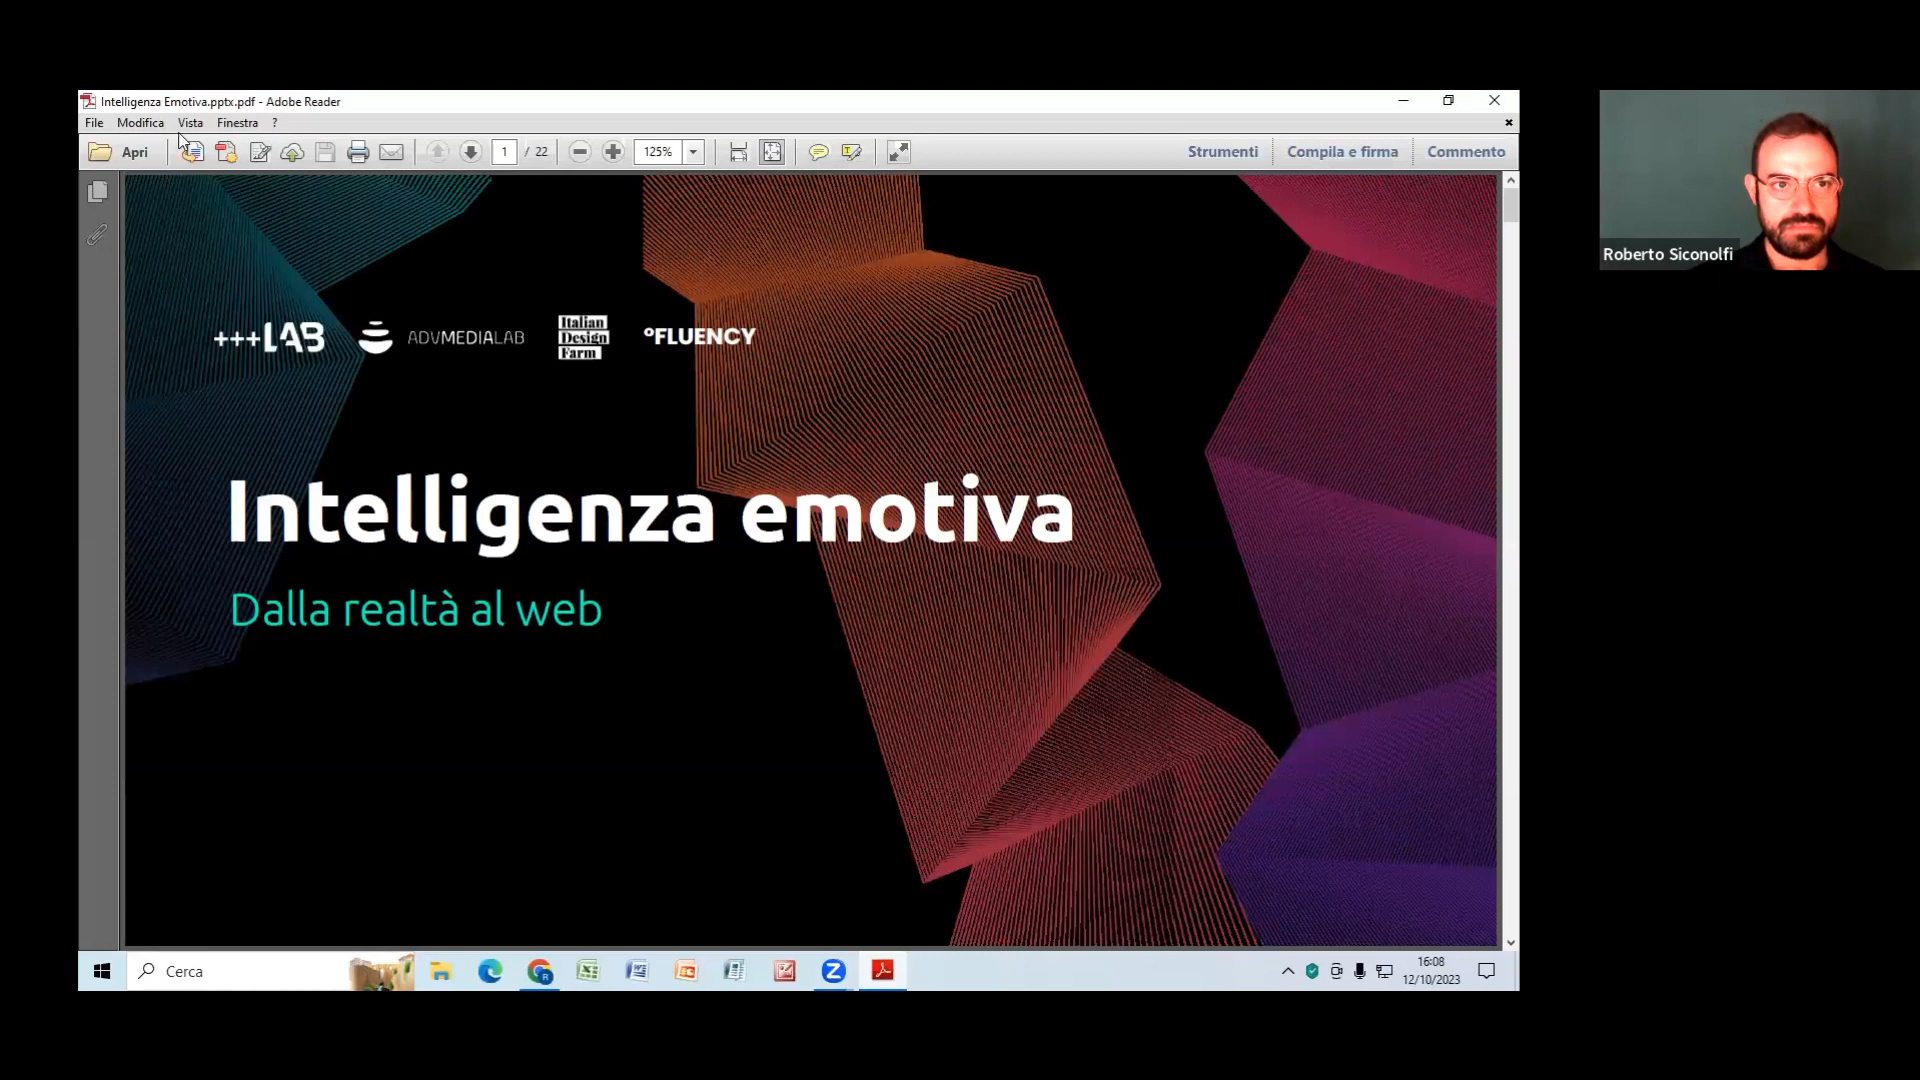 Intelligenza Emotiva.pptx.pdf - Adobe Reader
File Modifica Vista Finestra ?
Apri 1 / 22 125% Strumenti Compila e firma Commento
Roberto Siconolfi
+++LAB ADVMEDIALAB Italian Design Farm °FLUENCY
Intelligenza emotiva
Dalla realtà al web
Cerca
16:08
12/10/2023